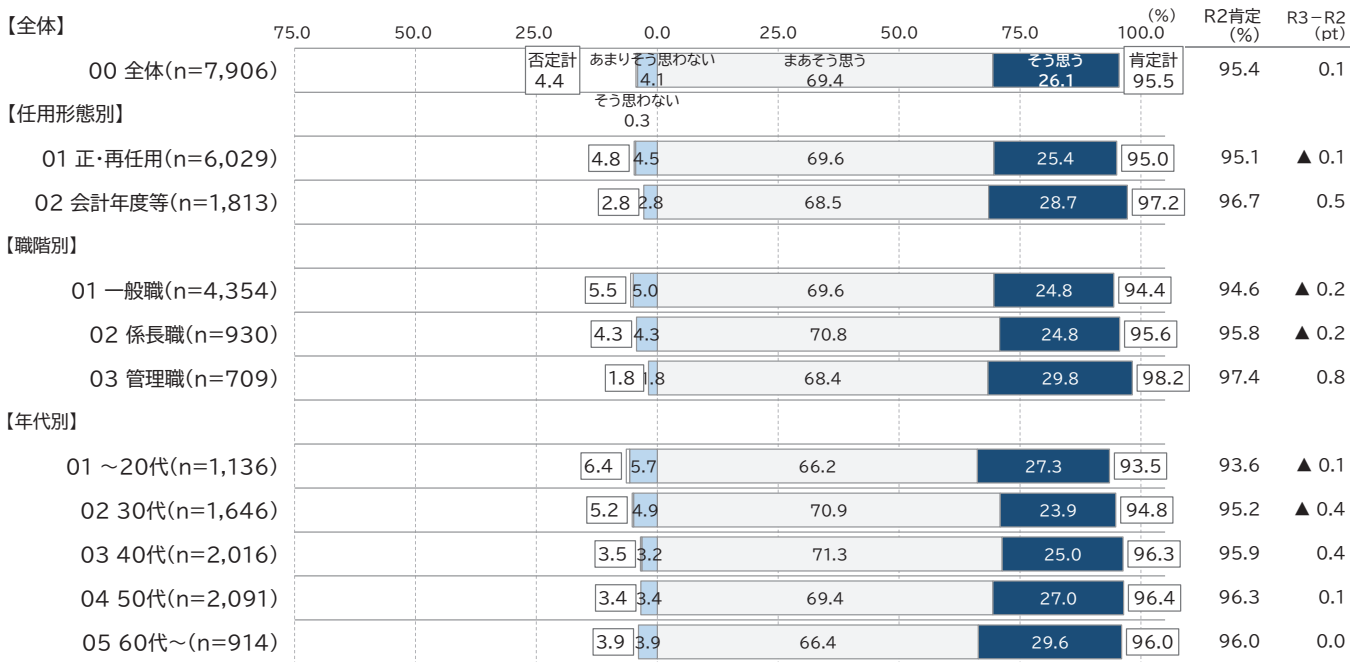 【全体】 75.0 50.0 25.0 0.0 25.0 50.0 75.0 100.0 (%) R2肯定(%) R3−R2(pt)
否定計 あまりそう思わない まあそう思う そう思う 肯定計
00 全体(n=7,906) 4.4 4.1 69.4 26.1 95.5 95.4 0.1
そう思わない
【任用形態別】 0.3
01 正・再任用(n=6,029) 4.8 4.5 69.6 25.4 95.0 95.1 ▲ 0.1
02 会計年度等(n=1,813) 2.8 2.8 68.5 28.7 97.2 96.7 0.5
【職階別】
01 一般職(n=4,354) 5.5 5.0 69.6 24.8 94.4 94.6 ▲ 0.2
02 係長職(n=930) 4.3 4.3 70.8 24.8 95.6 95.8 ▲ 0.2
03 管理職(n=709) 1.8 1.8 68.4 29.8 98.2 97.4 0.8
【年代別】
01 ～20代(n=1,136) 6.4 5.7 66.2 27.3 93.5 93.6 ▲ 0.1
02 30代(n=1,646) 5.2 4.9 70.9 23.9 94.8 95.2 ▲ 0.4
03 40代(n=2,016) 3.5 3.2 71.3 25.0 96.3 95.9 0.4
04 50代(n=2,091) 3.4 3.4 69.4 27.0 96.4 96.3 0.1
05 60代～(n=914) 3.9 3.9 66.4 29.6 96.0 96.0 0.0